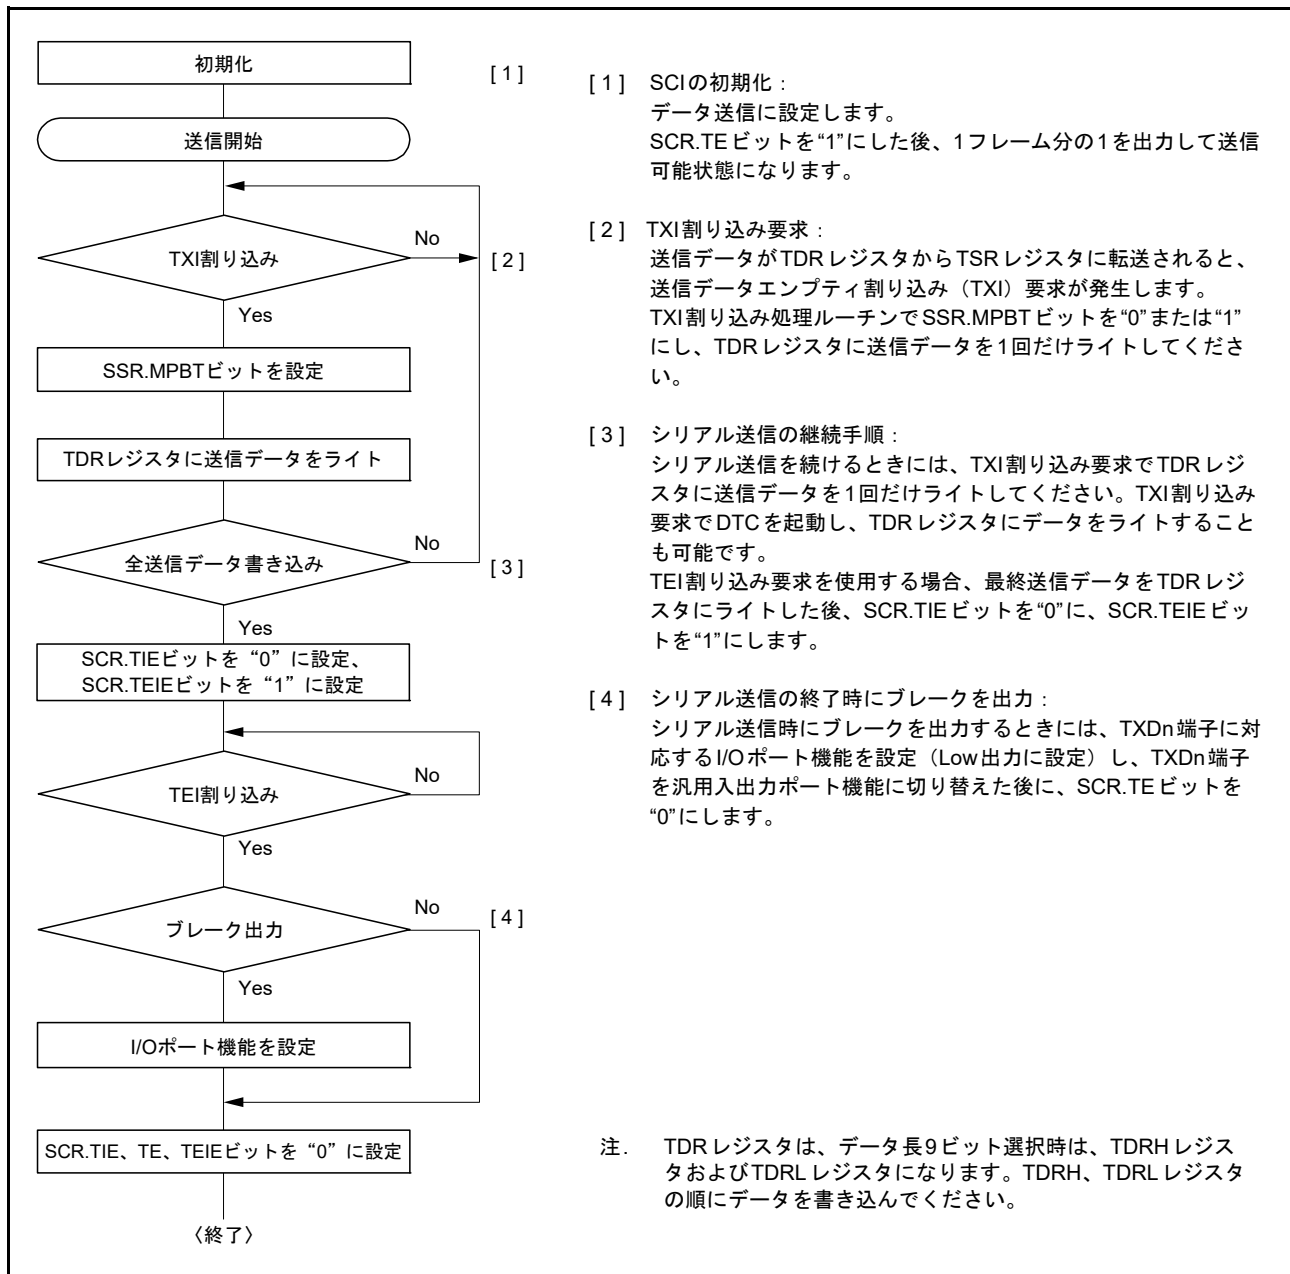 初期化
[ 1 ]
送信開始
TXI割り込み
No
[ 2 ]
Yes
SSR.MPBTビットを設定
TDRレジスタに送信データをライト
全送信データ書き込み
No
[ 3 ]
Yes
SCR.TIEビットを“0”に設定、
SCR.TEIEビットを“1”に設定
TEI割り込み
No
Yes
ブレーク出力
No
[ 4 ]
Yes
I/Oポート機能を設定
SCR.TIE、TE、TEIEビットを“0”に設定
〈終了〉
[ 1 ] SCIの初期化：
データ送信に設定します。
SCR.TEビットを“1”にした後、1フレーム分の1を出力して送信
可能状態になります。
[ 2 ] TXI割り込み要求：
送信データがTDRレジスタからTSRレジスタに転送されると、
送信データエンプティ割り込み（TXI）要求が発生します。
TXI割り込み処理ルーチンでSSR.MPBTビットを“0”または“1”
にし、TDRレジスタに送信データを1回だけライトしてくださ
い。
[ 3 ] シリアル送信の継続手順：
シリアル送信を続けるときには、TXI割り込み要求でTDRレジ
スタに送信データを1回だけライトしてください。TXI割り込み
要求でDTCを起動し、TDRレジスタにデータをライトすること
も可能です。
TEI割り込み要求を使用する場合、最終送信データをTDRレジ
スタにライトした後、SCR.TIEビットを“0”に、SCR.TEIEビッ
トを“1”にします。
[ 4 ] シリアル送信の終了時にブレークを出力：
シリアル送信時にブレークを出力するときには、TXDn端子に対
応するI/Oポート機能を設定（Low出力に設定）し、TXDn端子
を汎用入出力ポート機能に切り替えた後に、SCR.TEビットを
“0”にします。
注. TDRレジスタは、データ長9ビット選択時は、TDRHレジス
タおよびTDRLレジスタになります。TDRH、TDRLレジスタ
の順にデータを書き込んでください。